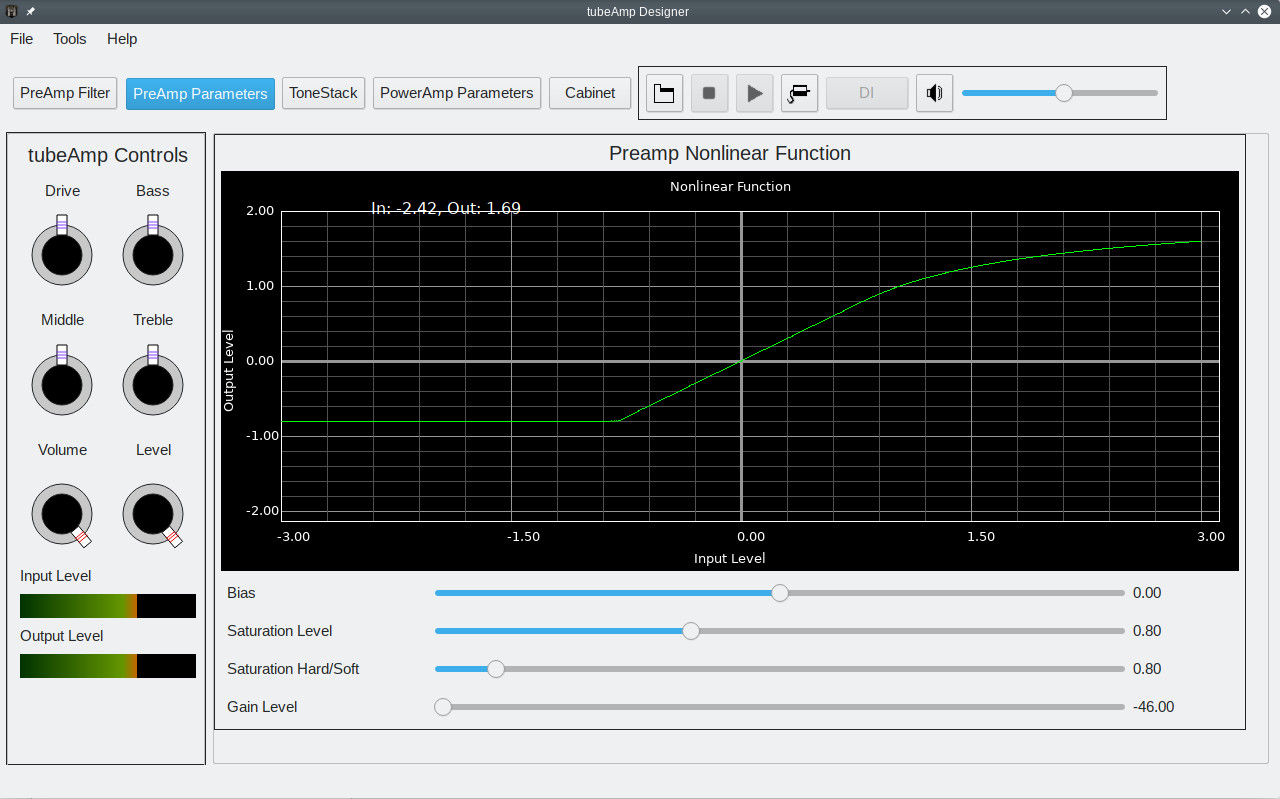 tubeAmp Designer
File Tools Help
PreAmp Filter PreAmp Parameters ToneStack PowerAmp Parameters Cabinet DI
tubeAmp Controls
Drive Bass
Middle Treble
Volume Level
Input Level
Output Level
Preamp Nonlinear Function
Nonlinear Function
In: -2.42, Out: 1.69
2.00
1.00
0.00
-1.00
-2.00
Output Level
-3.00 -1.50 0.00 1.50 3.00
Input Level
Bias 0.00
Saturation Level 0.80
Saturation Hard/Soft 0.80
Gain Level -46.00